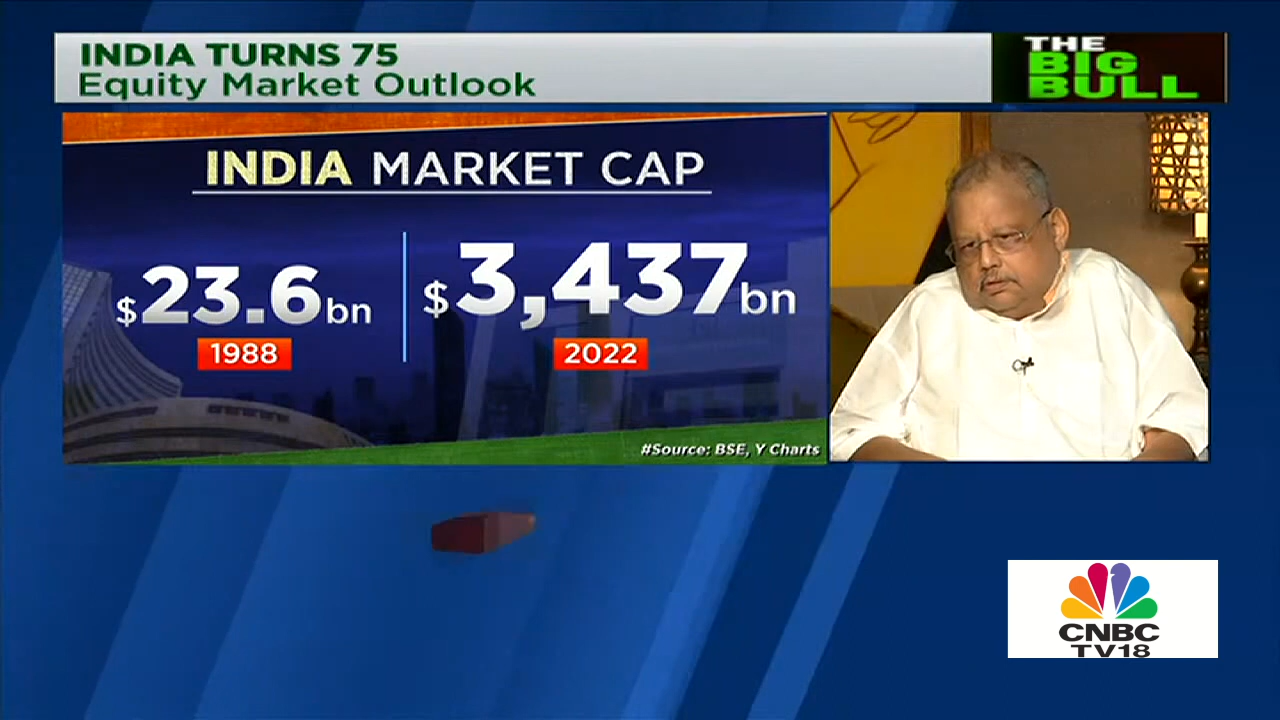 INDIA TURNS 75
Equity Market Outlook
THE
BIG
BULL
INDIA MARKET CAP
$23.6bn
1988
$3,437bn
2022
#Source: BSE, Y Charts
CNBC
TV18